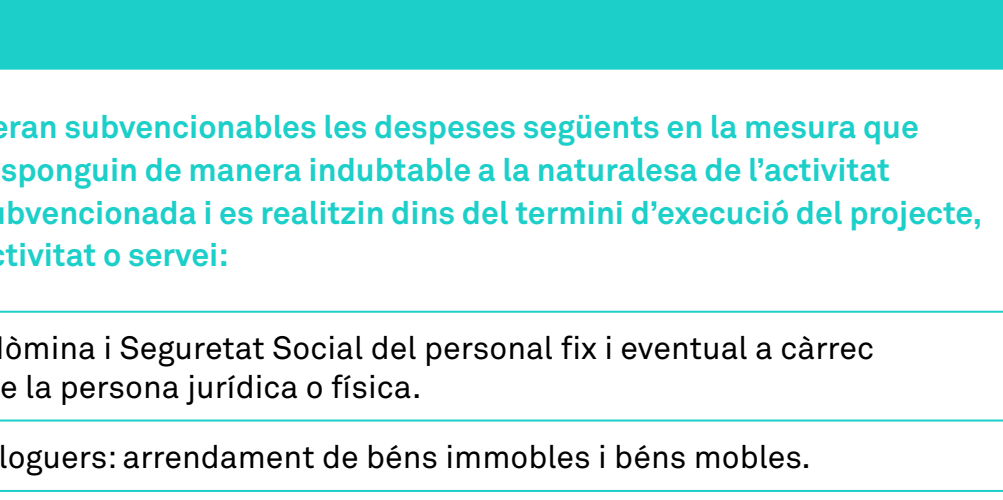 eran subvencionables les despeses següents en la mesura que
sponguin de manera indubtable a la naturalesa de l’activitat
ubvencionada i es realitzin dins del termini d’execució del projecte,
ctivitat o servei:
òmina i Seguretat Social del personal fix i eventual a càrrec
e la persona jurídica o física.
lloguers: arrendament de béns immobles i béns mobles.